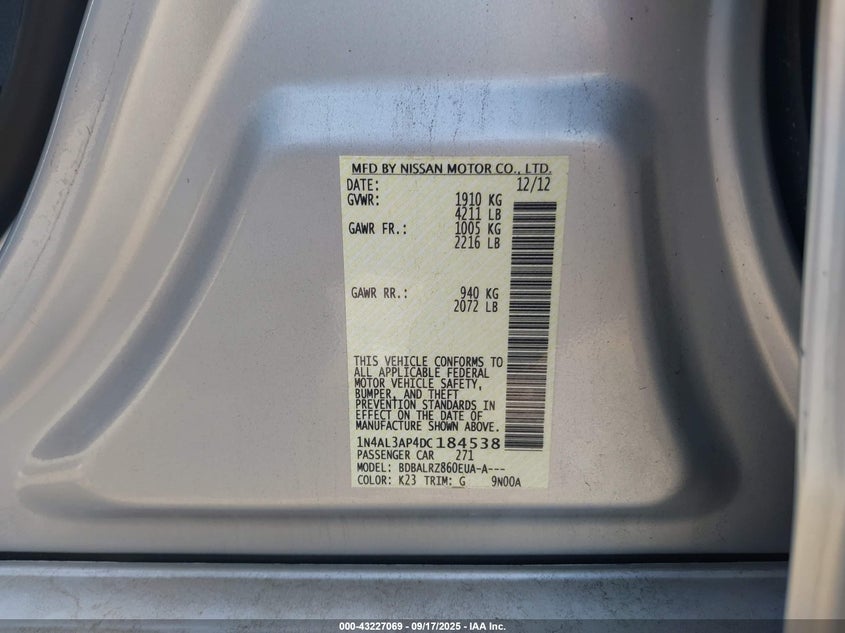 MFD BY NISSAN MOTOR CO., LTD.
DATE: 12/12
GVWR: 1910 KG
4211 LB
GAWR FR.: 1005 KG
2216 LB
GAWR RR.: 940 KG
2072 LB
THIS VEHICLE CONFORMS TO
ALL APPLICABLE FEDERAL
MOTOR VEHICLE SAFETY,
BUMPER, AND THEFT
PREVENTION STANDARDS IN
EFFECT ON THE DATE OF
MANUFACTURE SHOWN ABOVE.
1N4AL3AP4DC184538
PASSENGER CAR 271
MODEL: BDBALRZ860EUA-A---
COLOR: K23 TRIM: G 9N00A
000-43227069 - 09/17/2025 - IAA Inc.